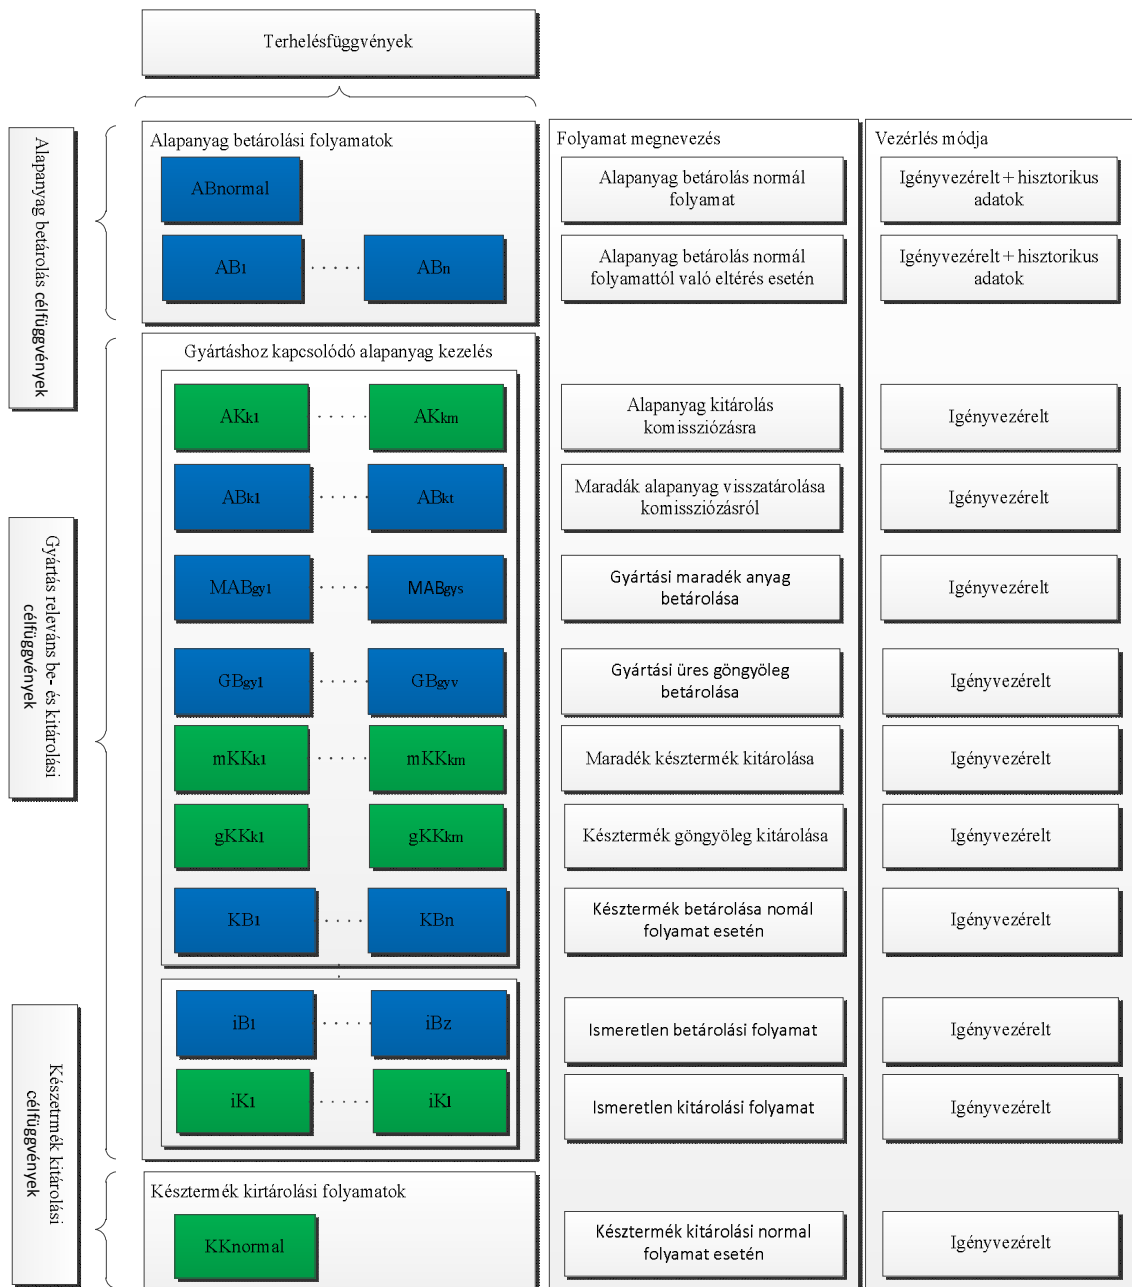 Terhelésfüggvények
Alapanyag betárolás célfüggvények
Alapanyag betárolási folyamatok
Folyamat megnevezés
Vezérlés módja
ABnormal
Alapanyag betárolás normál
folyamat
Igényvezérelt + hisztorikus
adatok
AB1 ..... ABn
Alapanyag betárolás normál
folyamattól való eltérés esetén
Igényvezérelt + hisztorikus
adatok
Gyártás releváns be- és kitárolási
célfüggvények
Gyártáshoz kapcsolódó alapanyag kezelés
AKk1 ..... AKkm
Alapanyag kitárolás
komissziózásra
Igényvezérelt
ABk1 ..... ABkt
Maradák alapanyag visszatárolása
komissziózásról
Igényvezérelt
MABgy1 ..... MABgys
Gyártási maradék anyag
betárolása
Igényvezérelt
GBgy1 ..... GBgyv
Gyártási üres göngyöleg
betárolása
Igényvezérelt
mKKk1 ..... mKKkm
Maradék késztermék kitárolása
Igényvezérelt
gKKk1 ..... gKKkm
Késztermék göngyöleg kitárolása
Igényvezérelt
KB1 ..... KBn
Késztermék betárolása nomál
folyamat esetén
Igényvezérelt
iB1 ..... iBz
Ismeretlen betárolási folyamat
Igényvezérelt
iK1 ..... iKl
Ismeretlen kitárolási folyamat
Igényvezérelt
Készetrmék kitárolási
célfüggvények
Késztermék kirtárolási folyamatok
KKnormal
Késztermék kitárolási normal
folyamat esetén
Igényvezérelt